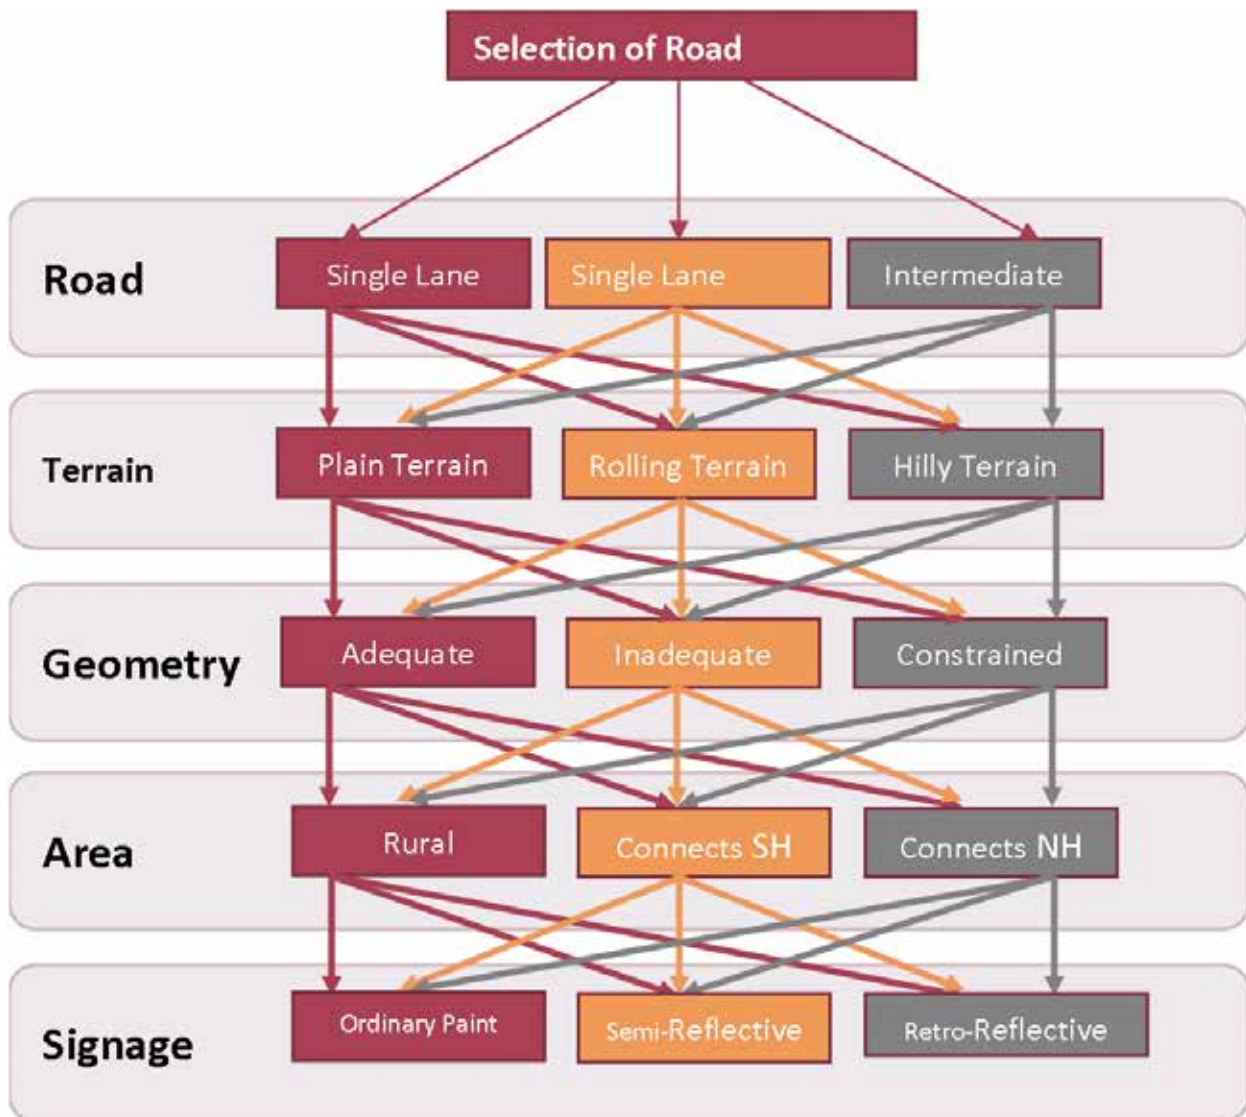 Selection of Road
Road
Single Lane
Single Lane
Intermediate
Terrain
Plain Terrain
Rolling Terrain
Hilly Terrain
Geometry
Adequate
Inadequate
Constrained
Area
Rural
Connects SH
Connects NH
Signage
Ordinary Paint
Semi-Reflective
Retro-Reflective